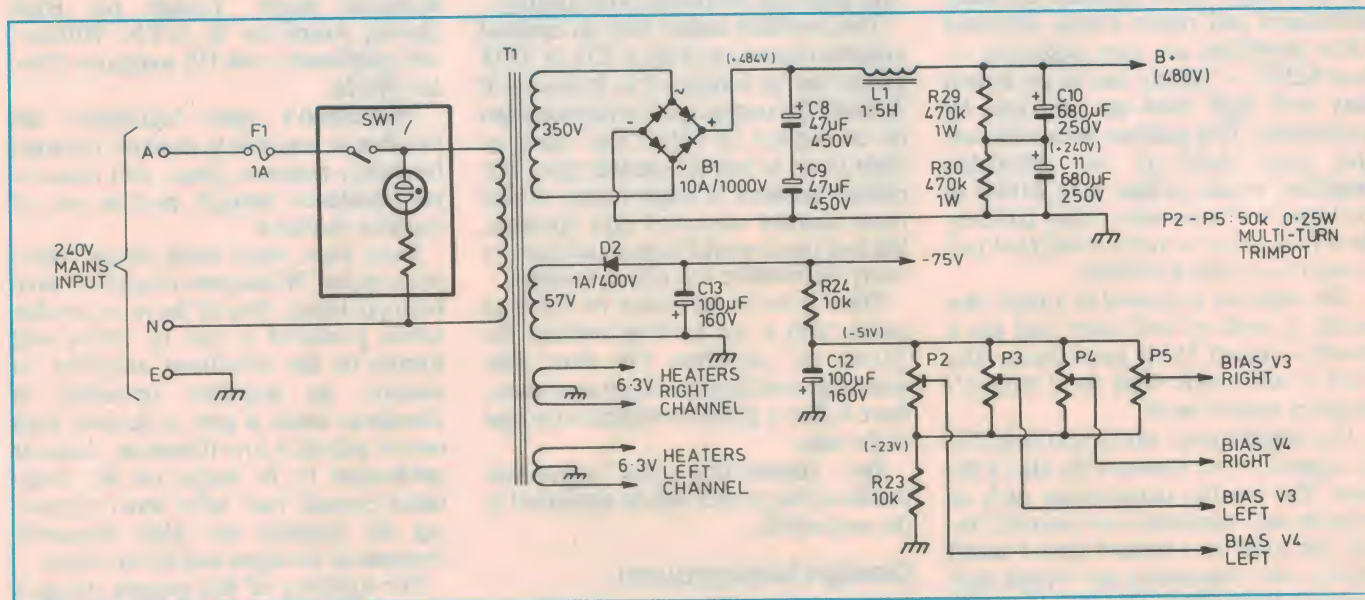 T1
350V
57V
6·3V
HEATERS
RIGHT
CHANNEL
6·3V
HEATERS
LEFT
CHANNEL
A
F1
1A
SW1
240V
MAINS
INPUT
N
E
~
~
+
-
B1
10A/1000V
(+484V)
+
C8
47µF
450V
+
C9
47µF
450V
L1
1·5H
R29
470k
1W
R30
470k
1W
+
C10
680µF
250V
(+240V)
+
C11
680µF
250V
B+
(480V)
P2 - P5 : 50k 0·25W
MULTI-TURN
TRIMPOT
D2
1A/400V
C13
100µF
160V
+
-75V
R24
10k
(-51V)
C12
100µF
160V
+
P2
P3
P4
P5
(-23V)
R23
10k
BIAS V3
RIGHT
BIAS V4
RIGHT
BIAS V3
LEFT
BIAS V4
LEFT